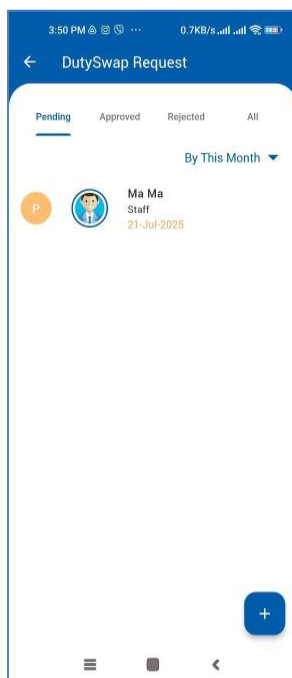 3:50 PM ... 0.7KB/s
DutySwap Request
Pending Approved Rejected All
By This Month
P
Ma Ma
Staff
21-Jul-2025
+